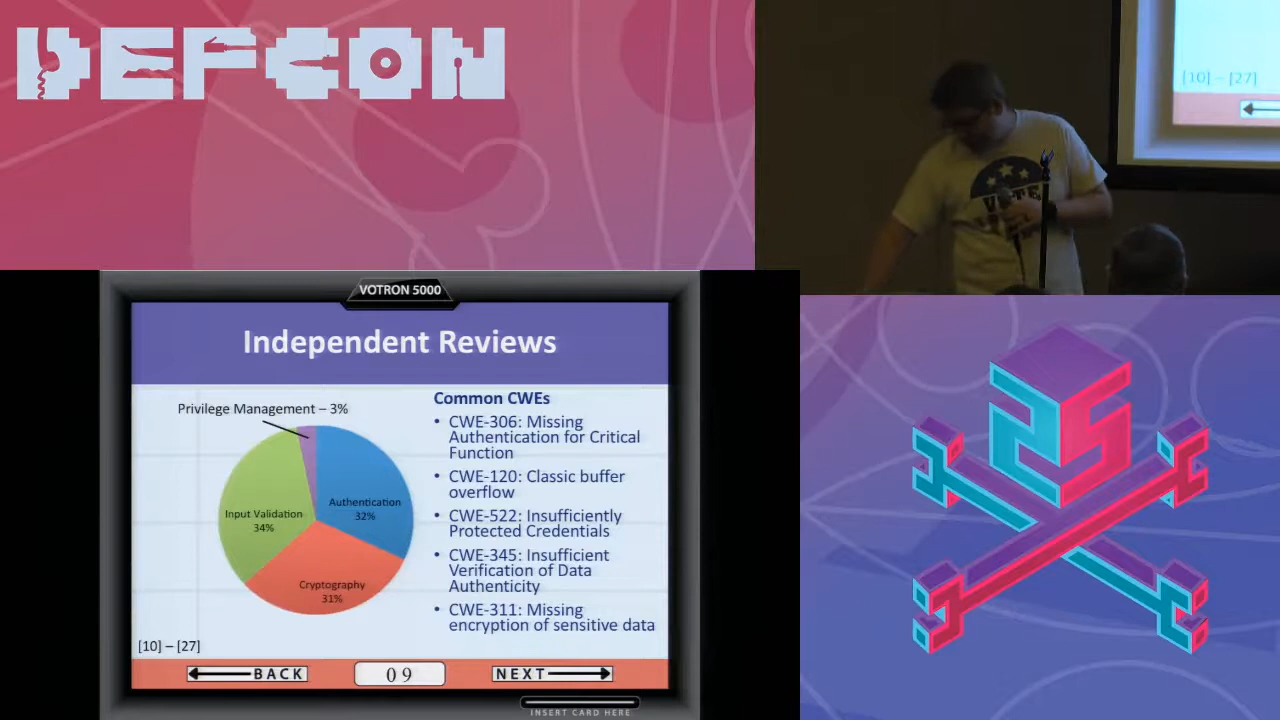 DEFCON
[10] – [27]
VOTE
VOTRON 5000
Independent Reviews
Privilege Management – 3%
Authentication
32%
Input Validation
34%
Cryptography
31%
Common CWEs
• CWE-306: Missing
Authentication for Critical
Function
• CWE-120: Classic buffer
overflow
• CWE-522: Insufficiently
Protected Credentials
• CWE-345: Insufficient
Verification of Data
Authenticity
• CWE-311: Missing
encryption of sensitive data
[10] – [27]
BACK
09
NEXT
INSERT CARD HERE
25